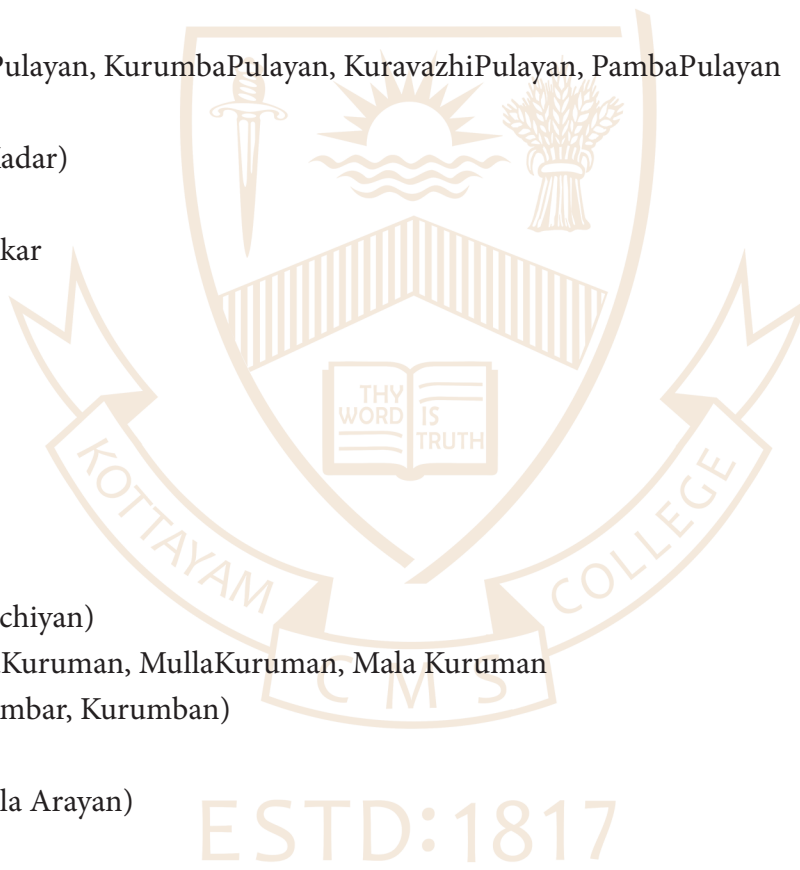 Pulayan, KurumbaPulayan, KuravazhiPulayan, PambaPulayan
adar)
kar
THY
WORD IS
TRUTH
KOTTAYAM
COLLEGE
chiyan)
Kuruman, MullaKuruman, Mala Kuruman
CMS
mbar, Kurumban)
la Arayan)
ESTD:1817